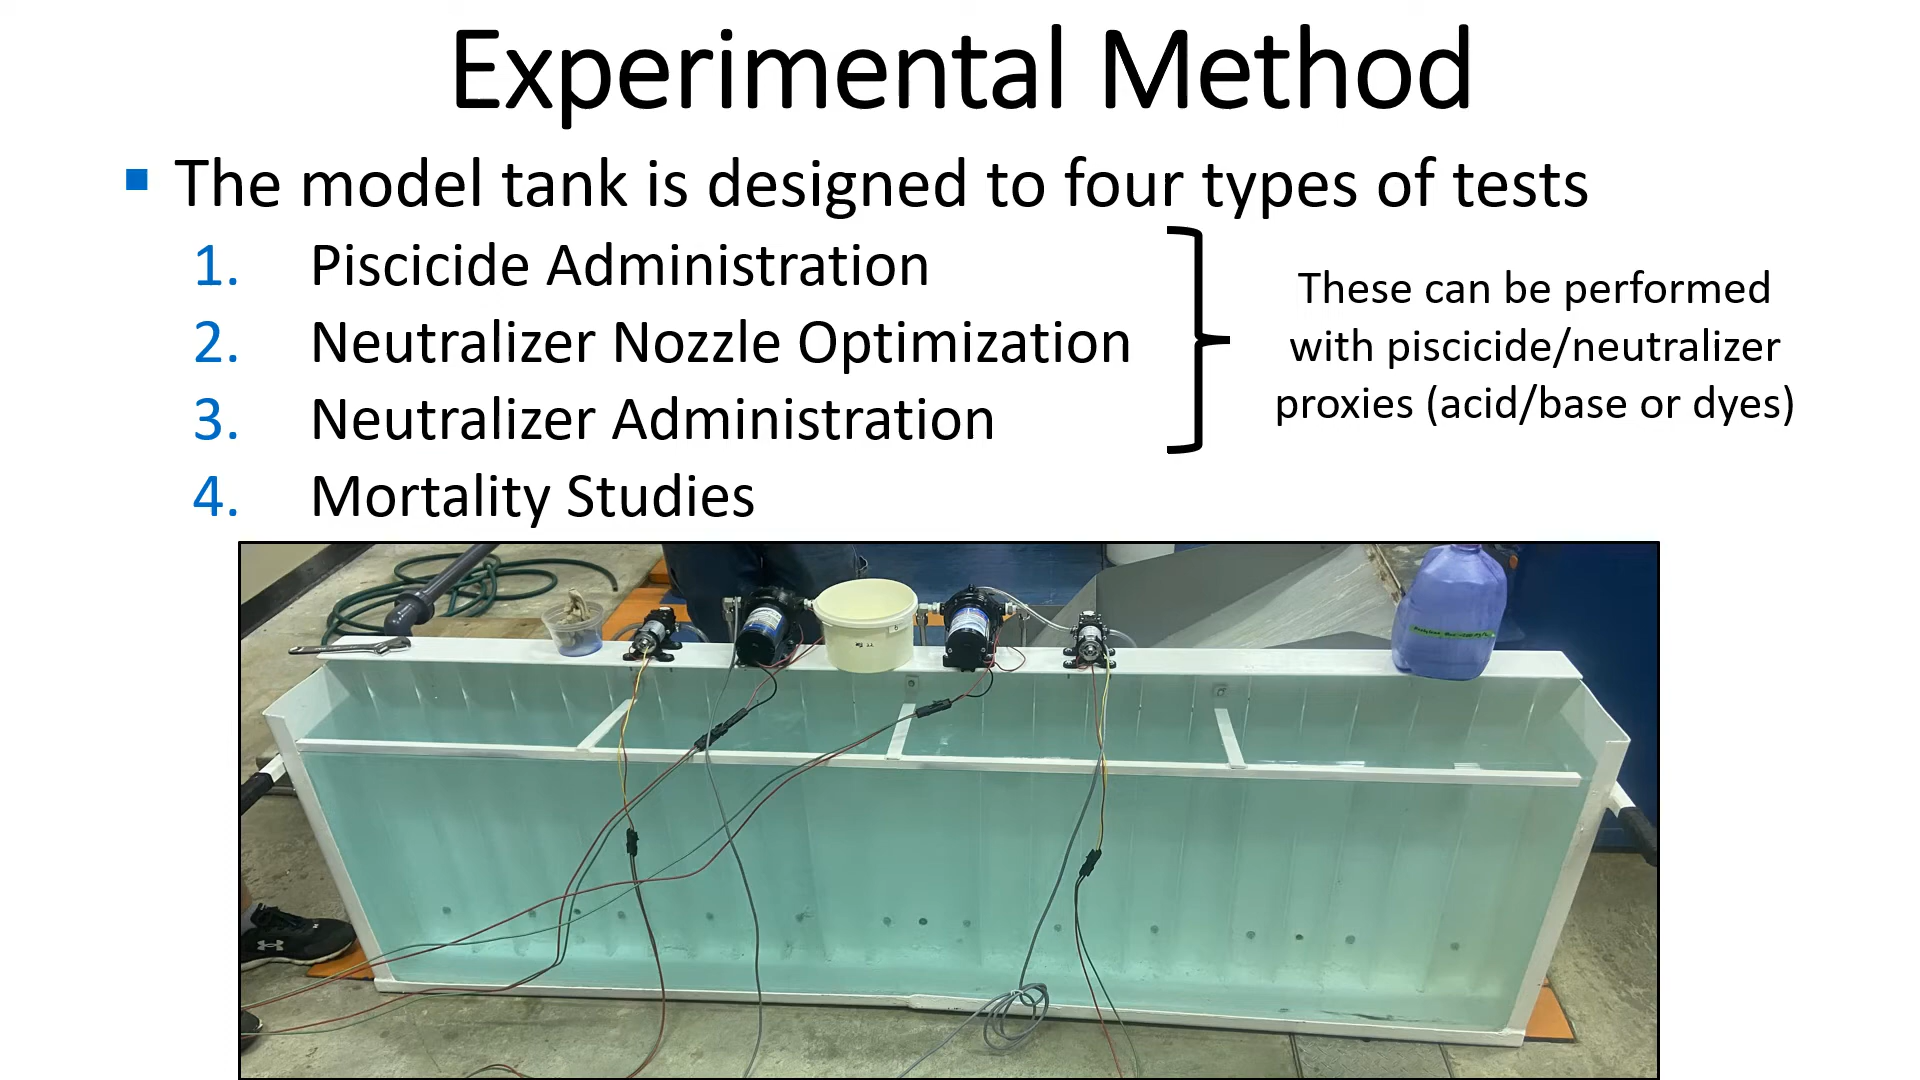 Experimental Method
The model tank is designed to four types of tests
1. Piscicide Administration
2. Neutralizer Nozzle Optimization
3. Neutralizer Administration
4. Mortality Studies
These can be performed
with piscicide/neutralizer
proxies (acid/base or dyes)